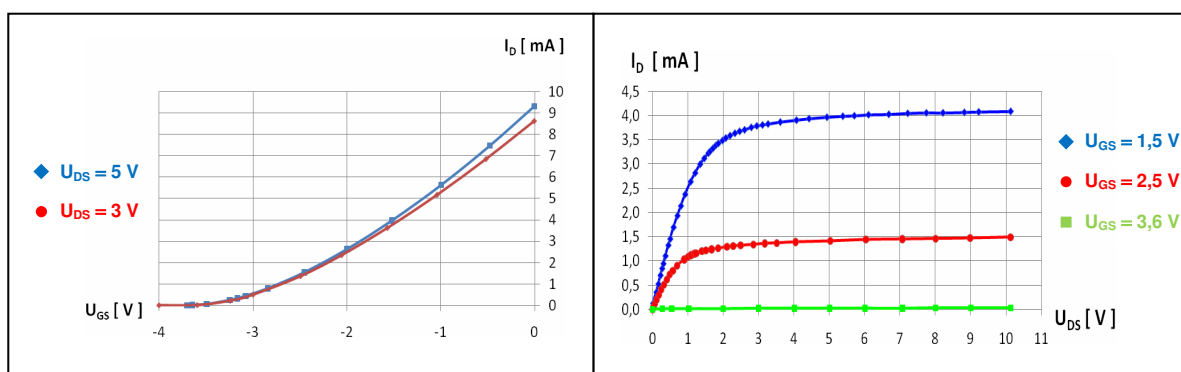 I_D [ mA]
10
9
8
7
6
5
4
3
2
1
0
U_DS = 5 V
U_DS = 3 V
U_GS [ V ]
-4 -3 -2 -1 0
I_D [ mA]
4,5
4,0
3,5
3,0
2,5
2,0
1,5
1,0
0,5
0,0
0 1 2 3 4 5 6 7 8 9 10 11
U_DS [ V]
U_GS = 1,5 V
U_GS = 2,5 V
U_GS = 3,6 V